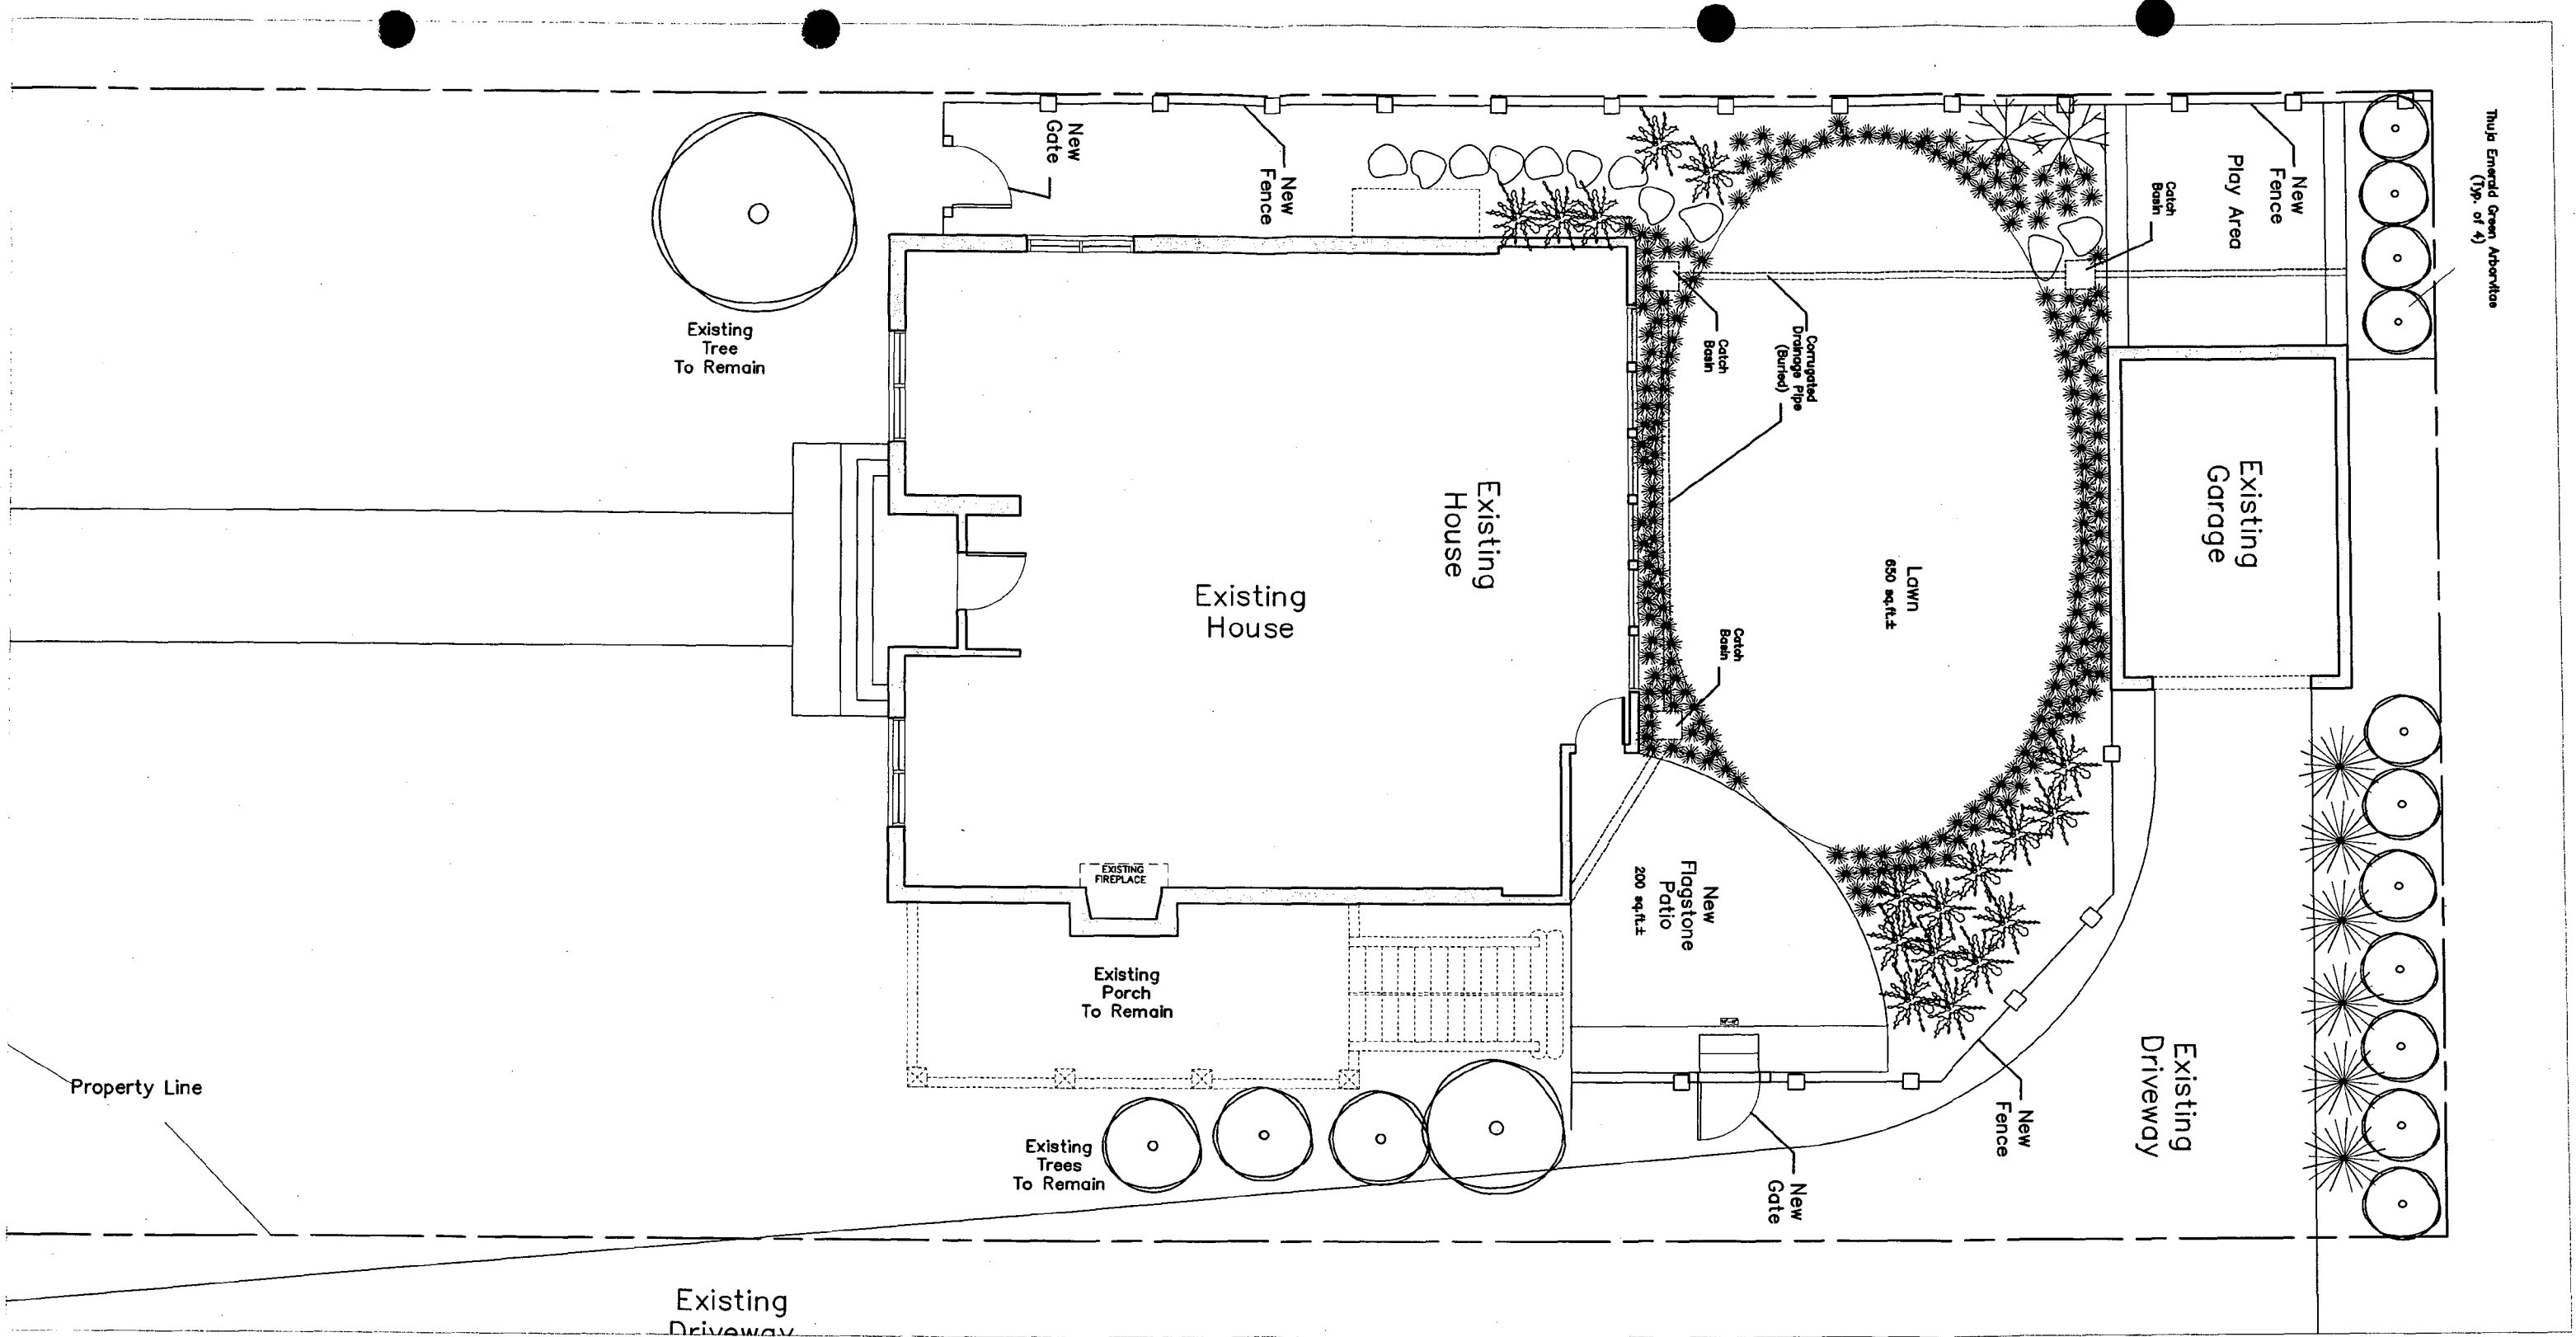 New
Gate
New
Fence
New
Fence
Play Area
Catch
Basin
Thuja Emerald Green Arborvitae
(Typ. of 4)
Existing
Tree
To Remain
Catch
Basin
Corrugated
Drainage Pipe
(Buried)
Existing
House
Existing
House
Lawn
650 sq.ft.±
Existing
Garage
Catch
Basin
EXISTING
FIREPLACE
New
Flagstone
Patio
200 sq.ft.±
Existing
Porch
To Remain
Property Line
Existing
Trees
To Remain
New
Gate
New
Fence
Existing
Driveway
Existing
Driveway